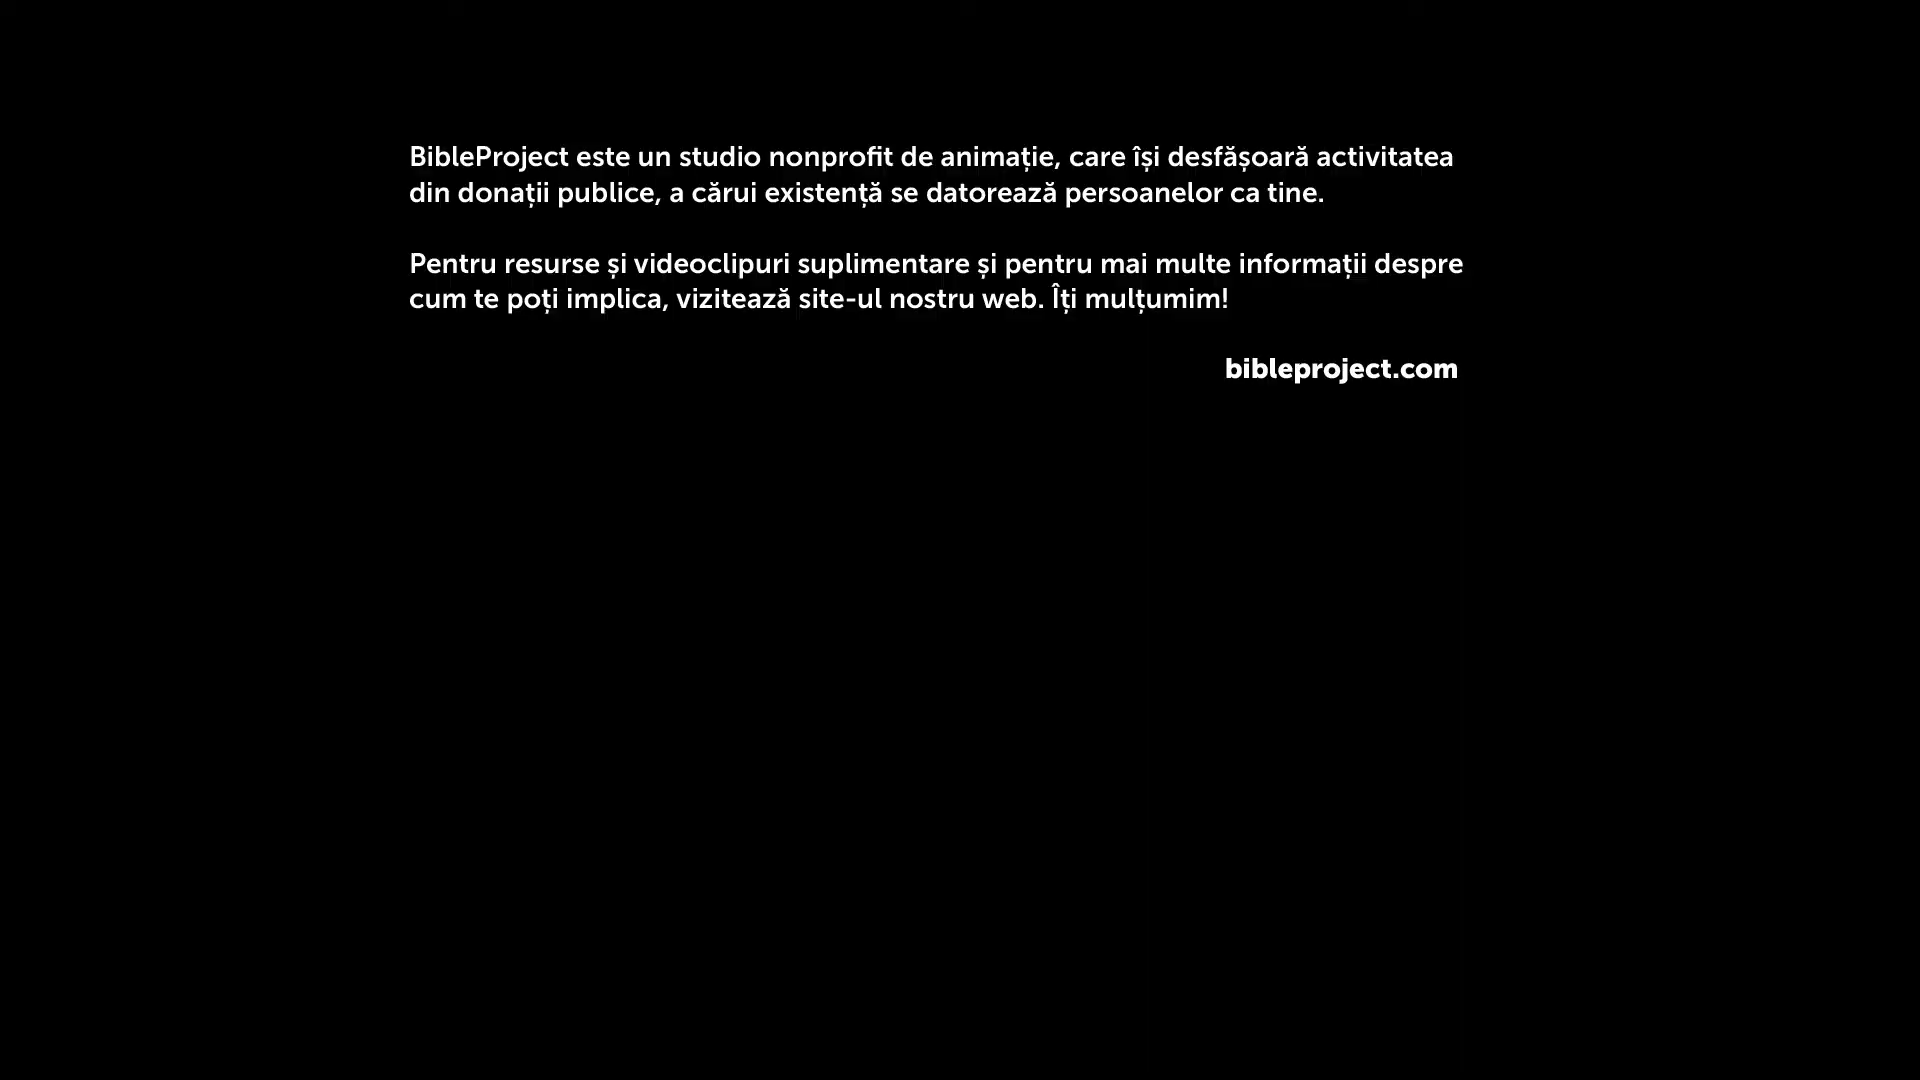 BibleProject este un studio nonprofit de animație, care își desfășoară activitatea
din donații publice, a cărui existență se datorează persoanelor ca tine.
Pentru resurse și videoclipuri suplimentare și pentru mai multe informații despre
cum te poți implica, vizitează site-ul nostru web. Îți mulțumim!
bibleproject.com